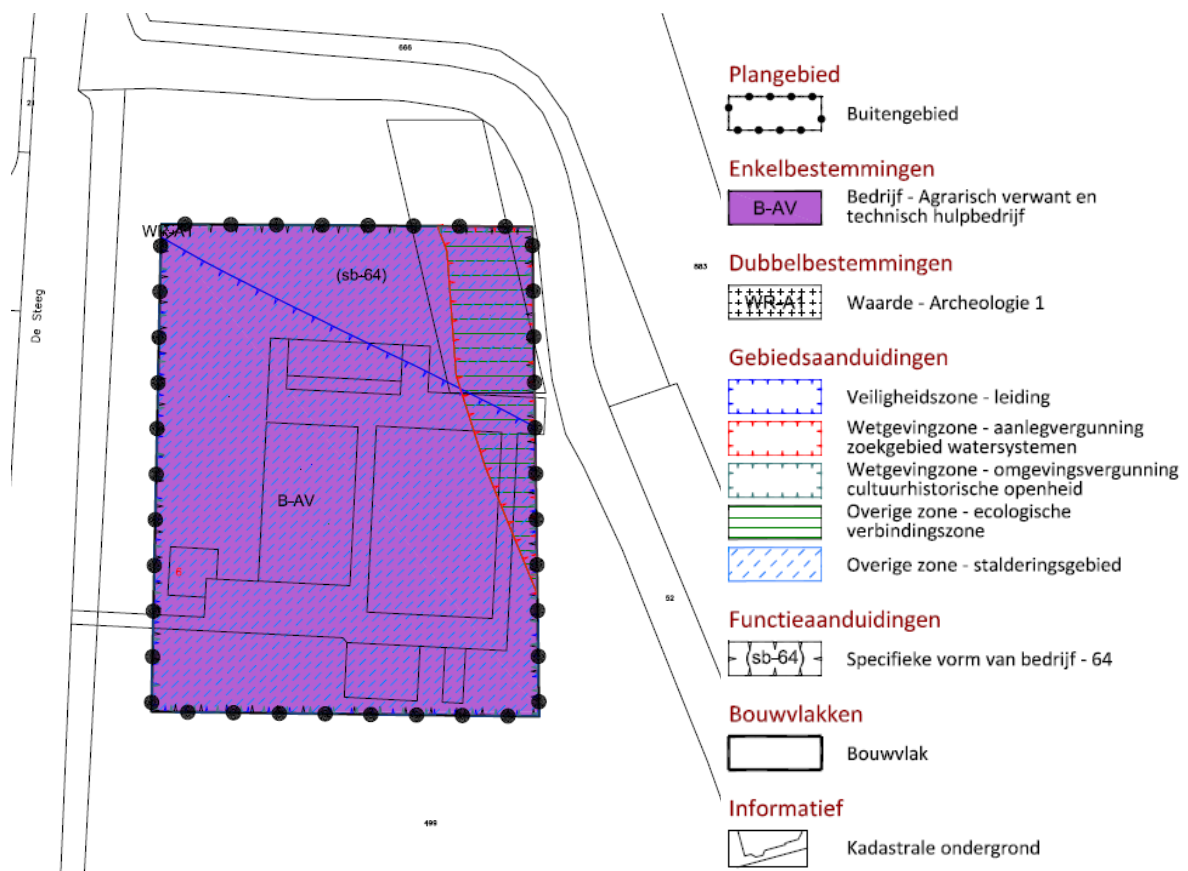 666
2
De Steeg
WR-A1
(sb-64)
B-AV
6
683
52
499
Plangebied
Buitengebied
Enkelbestemmingen
B-AV
Bedrijf - Agrarisch verwant en
technisch hulpbedrijf
Dubbelbestemmingen
WR-A1
Waarde - Archeologie 1
Gebiedsaanduidingen
Veiligheidszone - leiding
Wetgevingzone - aanlegvergunning
zoekgebied watersystemen
Wetgevingzone - omgevingsvergunning
cultuurhistorische openheid
Overige zone - ecologische
verbindingszone
Overige zone - stalderingsgebied
Functieaanduidingen
(sb-64)
Specifieke vorm van bedrijf - 64
Bouwvlakken
Bouwvlak
Informatief
Kadastrale ondergrond